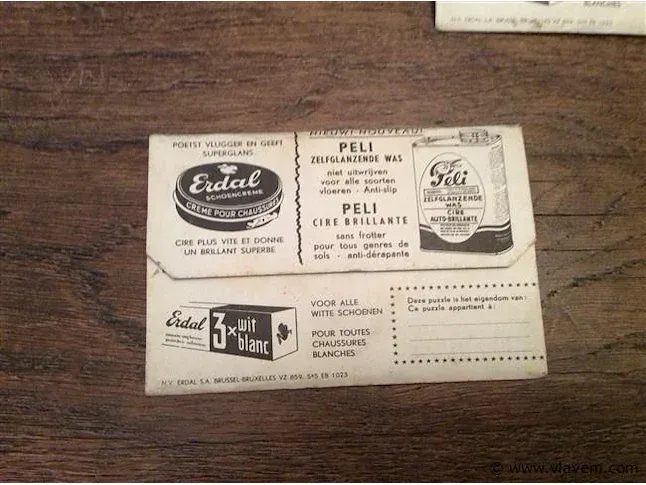 BLANCHES
POETST VLUGGER EN GEEFT
SUPERGLANS
Erdal
SCHOENCREME
CREME POUR CHAUSSURES
CIRE PLUS VITE ET DONNE
UN BRILLANT SUPERBE
NIEUW! NOUVEAU!
PELI
ZELFGLANZENDE WAS
niet uitwrijven
voor alle soorten
vloeren - Anti-slip
PELI
CIRE BRILLANTE
sans frotter
pour tous genres de
sols - anti-dérapante
Peli
ZELFGLANZENDE
WAS
CIRE
AUTO-BRILLANTE
Erdal
3x wit
blanc
VOOR ALLE
WITTE SCHOENEN
POUR TOUTES
CHAUSSURES
BLANCHES
Deze puzzle is het eigendom van:
Ce puzzle appartient à:
N.V. ERDAL S.A. BRUSSEL-BRUXELLES VZ 859. 5x5 EB 1023
© www.vlavem.com